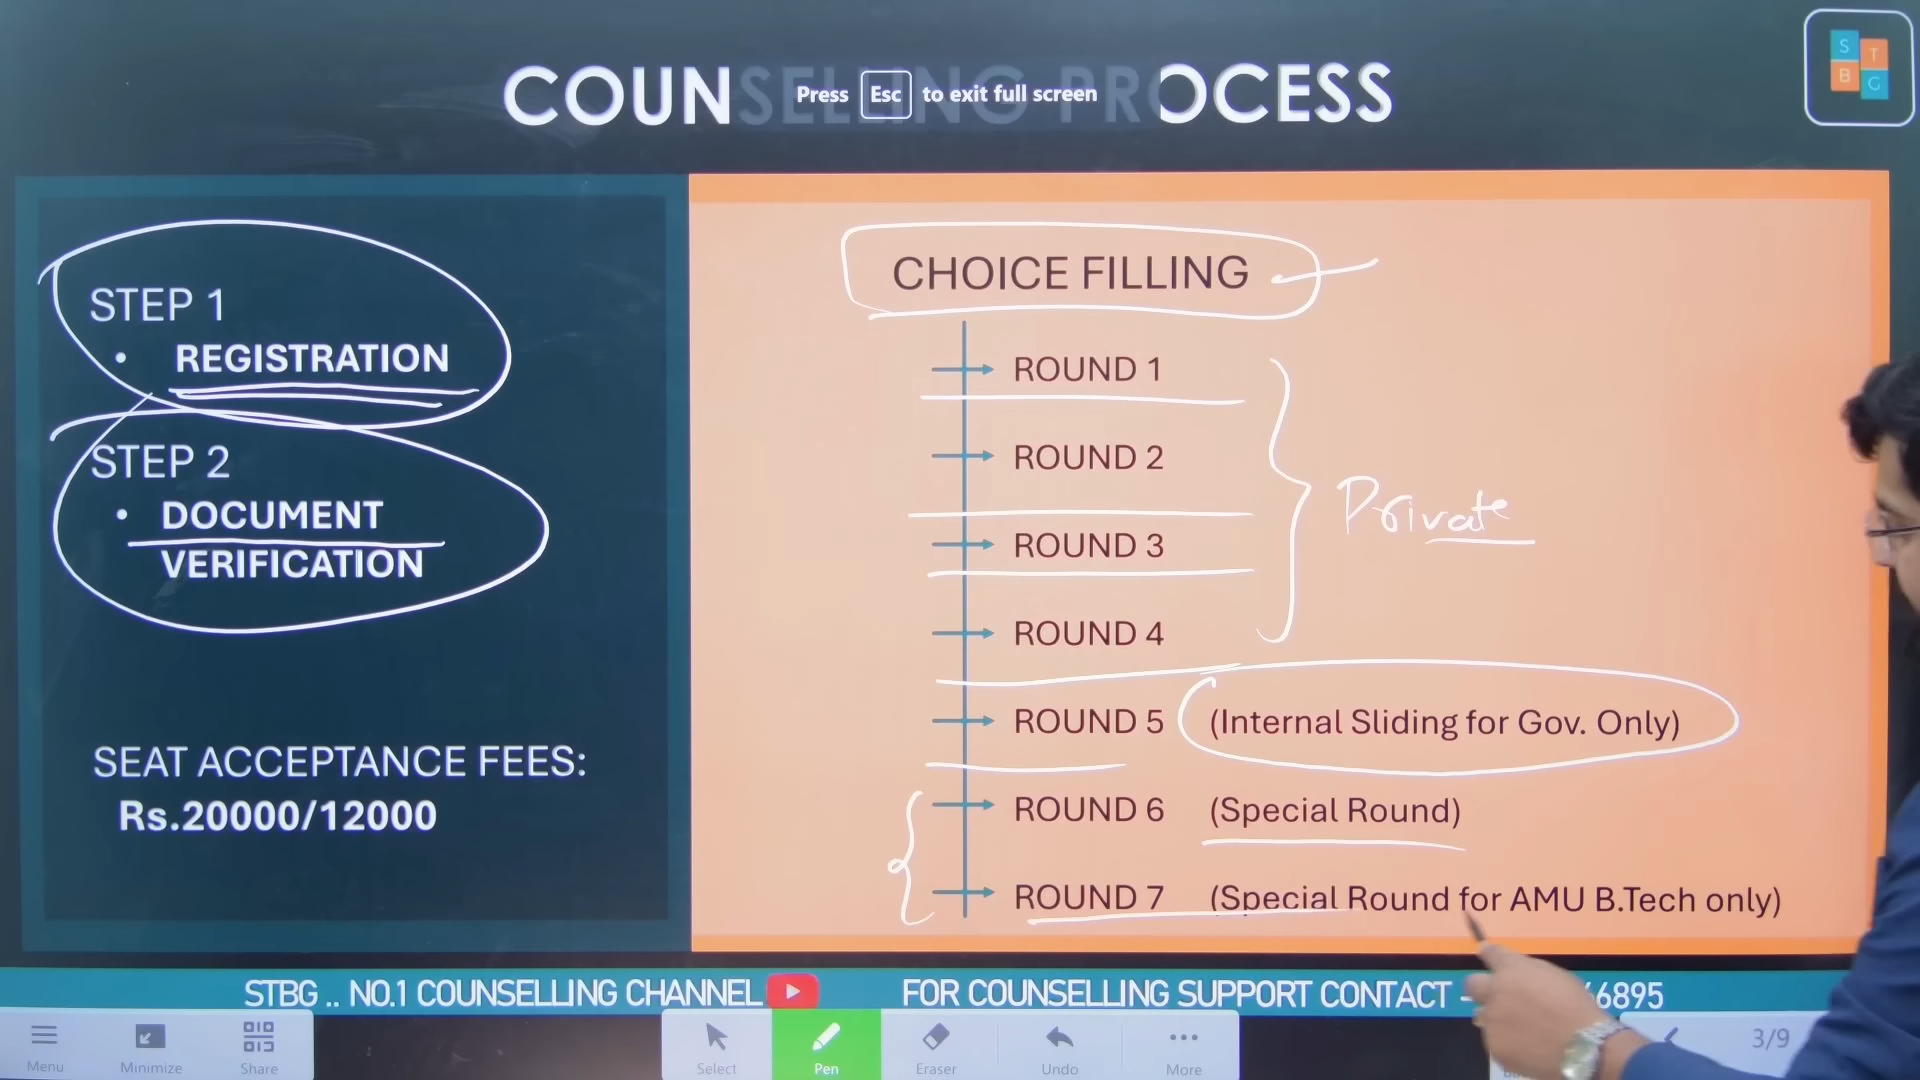 COUNSELLING PROCESS
Press Esc to exit full screen
S T
B G
STEP 1
• REGISTRATION
STEP 2
• DOCUMENT
VERIFICATION
SEAT ACCEPTANCE FEES:
Rs.20000/12000
CHOICE FILLING
ROUND 1
ROUND 2
ROUND 3
ROUND 4
Private
ROUND 5 (Internal Sliding for Gov. Only)
ROUND 6 (Special Round)
ROUND 7 (Special Round for AMU B.Tech only)
STBG .. NO.1 COUNSELLING CHANNEL
FOR COUNSELLING SUPPORT CONTACT - 6895
Menu Minimize Share Select Pen Eraser Undo More
3/9